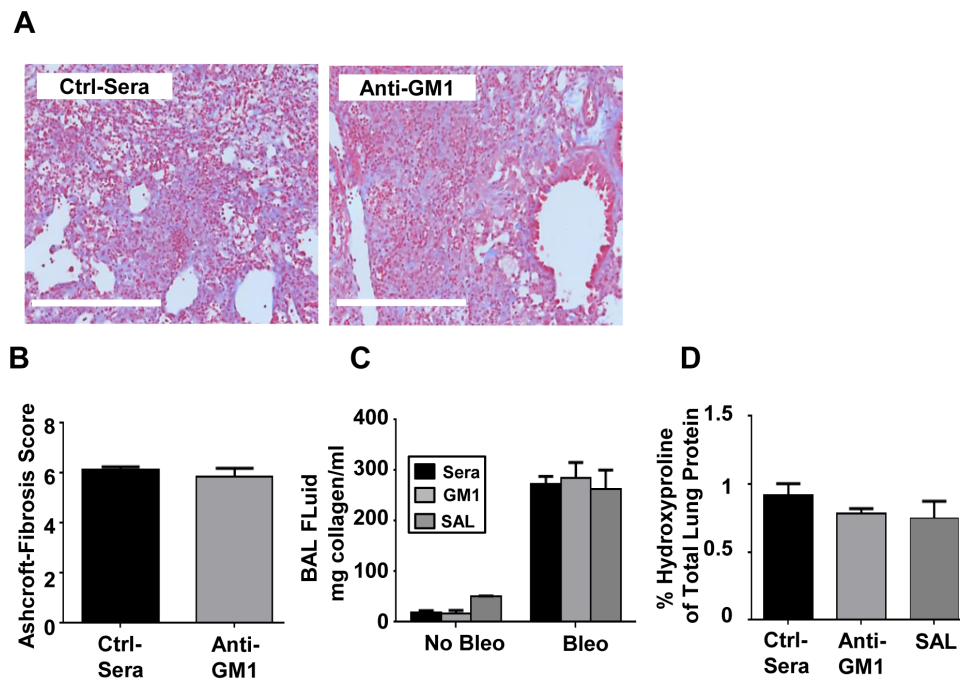 A
Ctrl-Sera
Anti-GM1
B
Ashcroft-Fibrosis Score
8
6
4
2
0
Ctrl-
Sera
Anti-
GM1
C
BAL FLuid
mg collagen/ml
400
300
200
100
0
Sera
GM1
SAL
No Bleo
Bleo
D
% Hydroxyproline
of Total Lung Protein
1.5
1
0.5
0
Ctrl-
Sera
Anti-
GM1
SAL